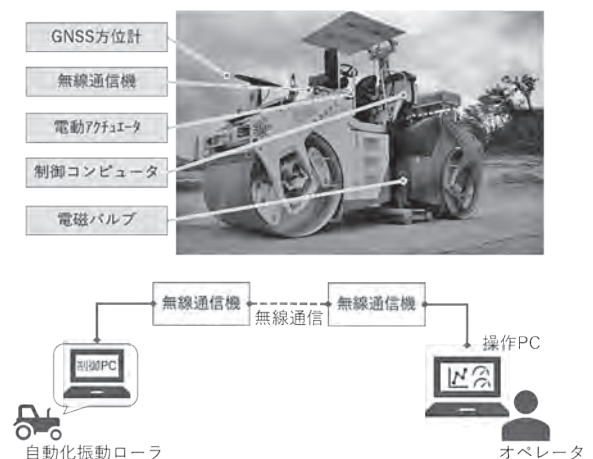 GNSS方位計
無線通信機
電動ｱｸﾁｭｴｰﾀ
制御コンピュータ
電磁バルブ
無線通信機
無線通信機
無線通信
操作PC
制御PC
自動化振動ローラ
オペレータ